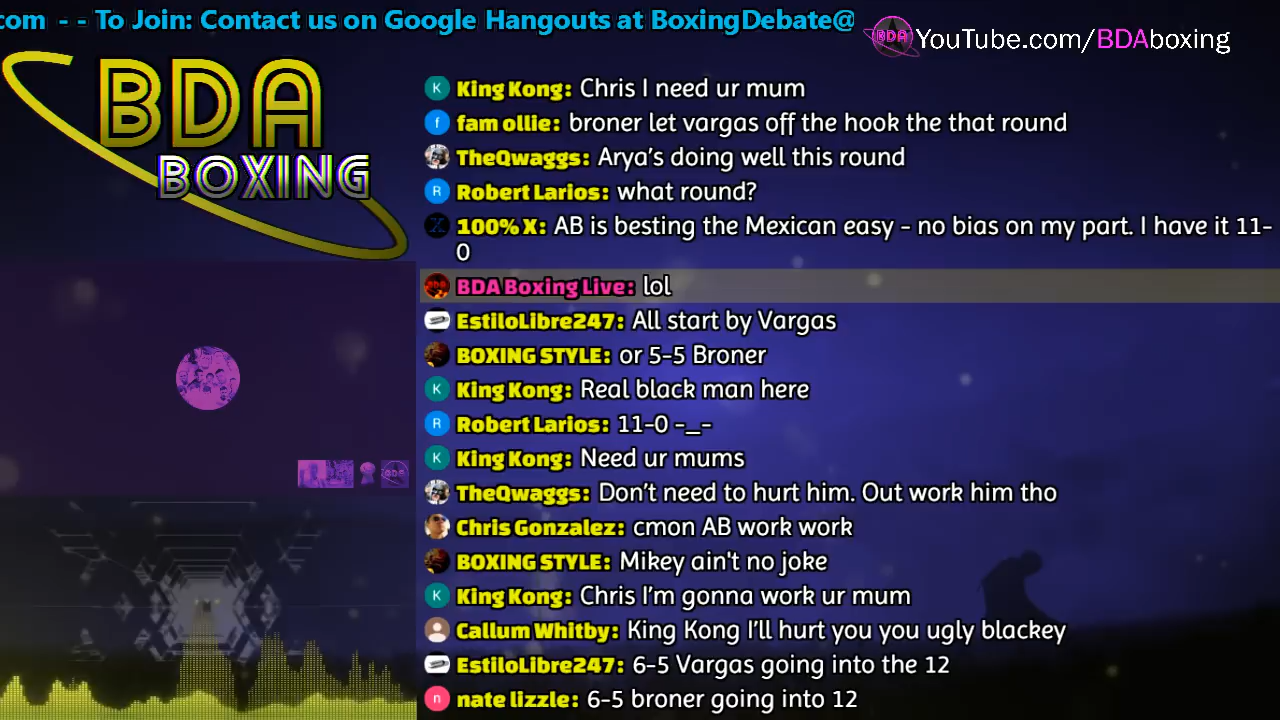 com - - To Join: Contact us on Google Hangouts at BoxingDebate@
BDA
YouTube.com/BDAboxing
BDA
BOXING
K King Kong: Chris I need ur mum
f fam ollie: broner let vargas off the hook the that round
TheQwaggs: Arya's doing well this round
R Robert Larios: what round?
X 100% X: AB is besting the Mexican easy - no bias on my part. I have it 11-
0
BDA BDA Boxing Live: lol
EstiloLibre247: All start by Vargas
BOXING STYLE: or 5-5 Broner
K King Kong: Real black man here
R Robert Larios: 11-0 -_-
K King Kong: Need ur mums
TheQwaggs: Don't need to hurt him. Out work him tho
Chris Gonzalez: cmon AB work work
BOXING STYLE: Mikey ain't no joke
K King Kong: Chris I'm gonna work ur mum
Callum Whitby: King Kong I'll hurt you you ugly blackey
EstiloLibre247: 6-5 Vargas going into the 12
n nate lizzle: 6-5 broner going into 12
BDA